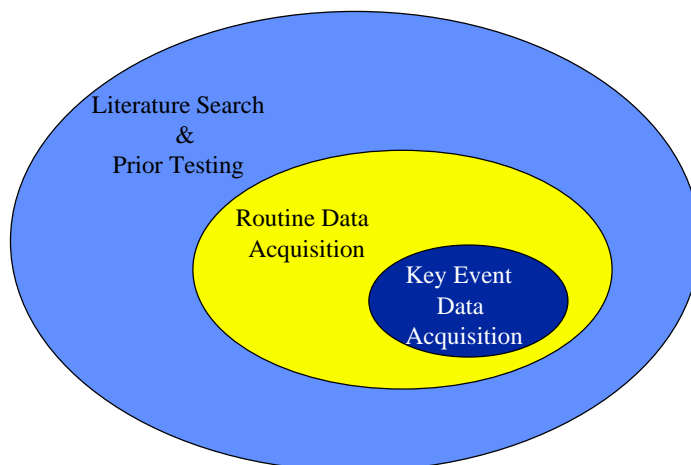 Literature Search
&
Prior Testing
Routine Data
Acquisition
Key Event
Data
Acquisition